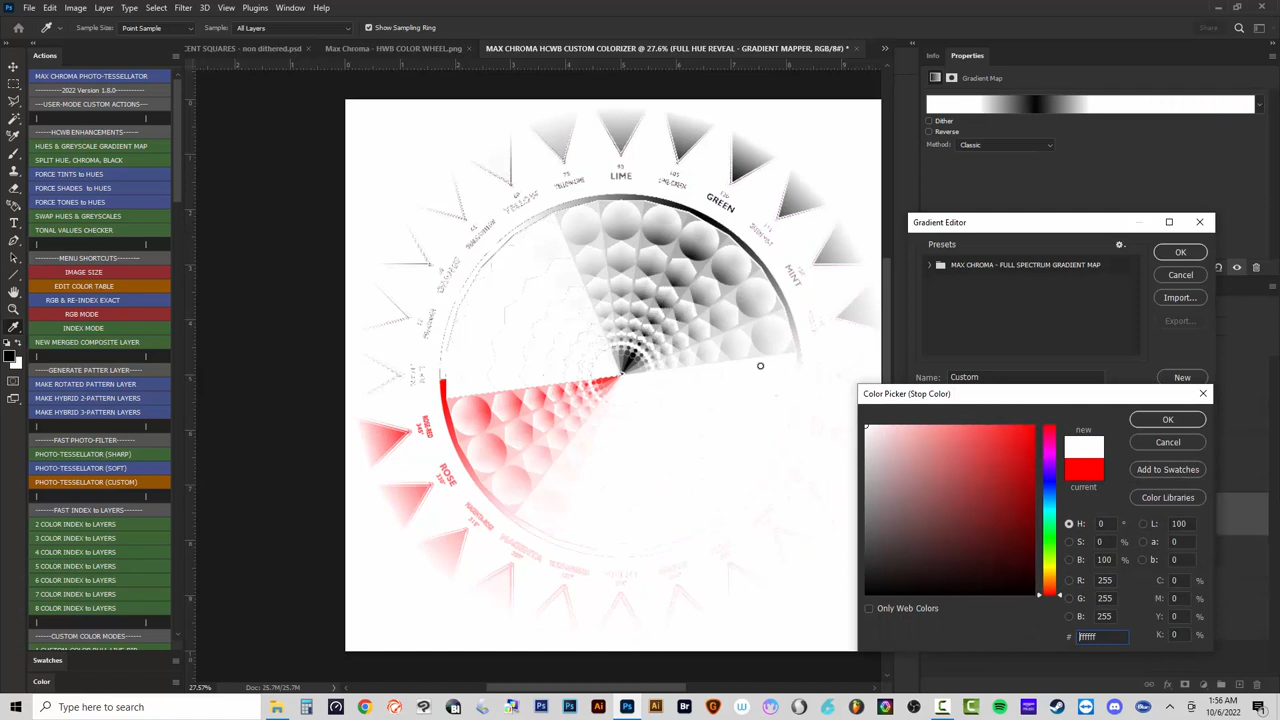 File Edit Image Layer Type Select Filter 3D View Plugins Window Help
Sample Size: Point Sample Sample: All Layers Show Sampling Ring Share
Actions
CENT SQUARES - non dithered.psd × Max Chroma - HWB COLOR WHEEL.png × MAX CHROMA HCWB CUSTOM COLORIZER @ 27.6% (FULL HUE REVEAL - GRADIENT MAPPER, RGB/8#) * ×
Info Properties
Gradient Map
Dither
Reverse
Method: Classic
MAX CHROMA PHOTO-TESSELLATOR
----------2022 Version 1.8.0-----------
---USER-MODE CUSTOM ACTIONS---
------HCWB ENHANCEMENTS------
HUES & GREYSCALE GRADIENT MAP
SPLIT HUE, CHROMA, BLACK
FORCE TINTS to HUES
FORCE SHADES to HUES
FORCE TONES to HUES
SWAP HUES & GREYSCALES
TONAL VALUES CHECKER
-------MENU SHORTCUTS-------
IMAGE SIZE
EDIT COLOR TABLE
RGB & RE-INDEX EXACT
RGB MODE
INDEX MODE
NEW MERGED COMPOSITE LAYER
GENERATE PATTER LAYER
MAKE ROTATED PATTERN LAYER
MAKE HYBRID 2-PATTERN LAYERS
MAKE HYBRID 3-PATTERN LAYERS
-------FAST PHOTO-FILTER-------
PHOTO-TESSELLATOR (SHARP)
PHOTO-TESSELLATOR (SOFT)
PHOTO-TESSELLATOR (CUSTOM)
------FAST INDEX to LAYERS------
2 COLOR INDEX to LAYERS
3 COLOR INDEX to LAYERS
4 COLOR INDEX to LAYERS
5 COLOR INDEX to LAYERS
6 COLOR INDEX to LAYERS
7 COLOR INDEX to LAYERS
8 COLOR INDEX to LAYERS
------CUSTOM COLOR MODES------
Swatches
Color
LIME
GREEN
MINT
ROSE
Gradient Editor
Presets
MAX CHROMA - FULL SPECTRUM GRADIENT MAP
OK
Cancel
Import...
Export...
Name: Custom New
Color Picker (Stop Color)
new
current
OK
Cancel
Add to Swatches
Color Libraries
H: 0 ° L: 100
S: 0 % a: 0
B: 100 % b: 0
R: 255 C: 0 %
G: 255 M: 0 %
B: 255 Y: 0 %
# ffffff K: 0 %
Only Web Colors
27.57% Doc: 25.7M/25.7M
Type here to search
1:56 AM
10/6/2022